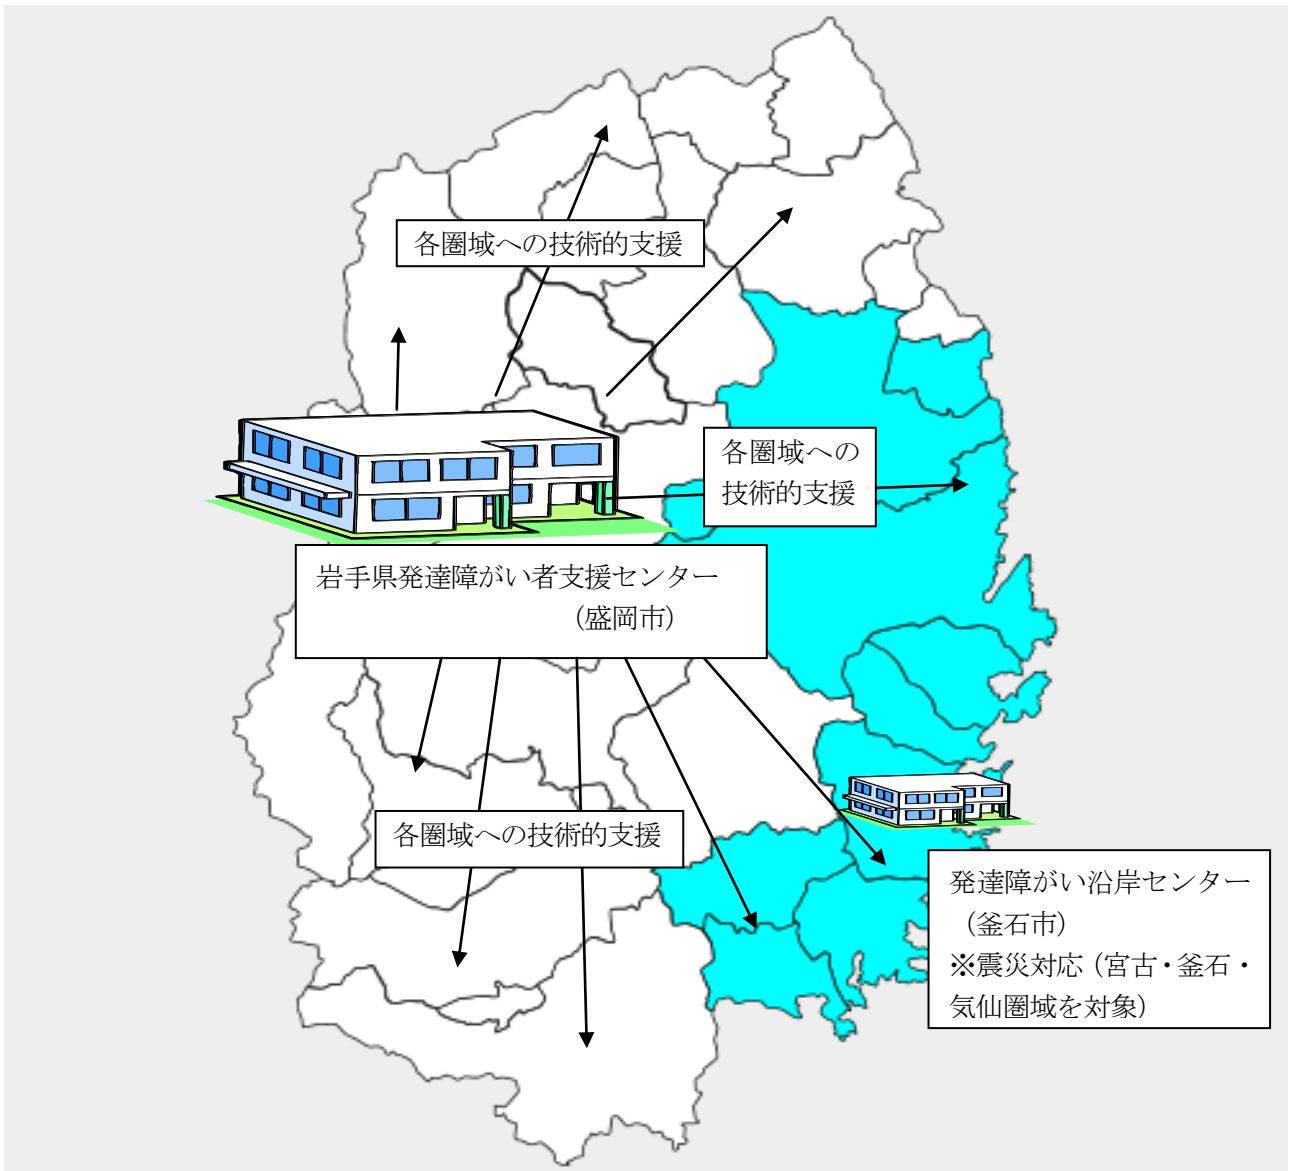 各圏域への技術的支援
各圏域への
技術的支援
岩手県発達障がい者支援センター
（盛岡市）
各圏域への技術的支援
発達障がい沿岸センター
（釜石市）
※震災対応（宮古・釜石・
気仙圏域を対象）